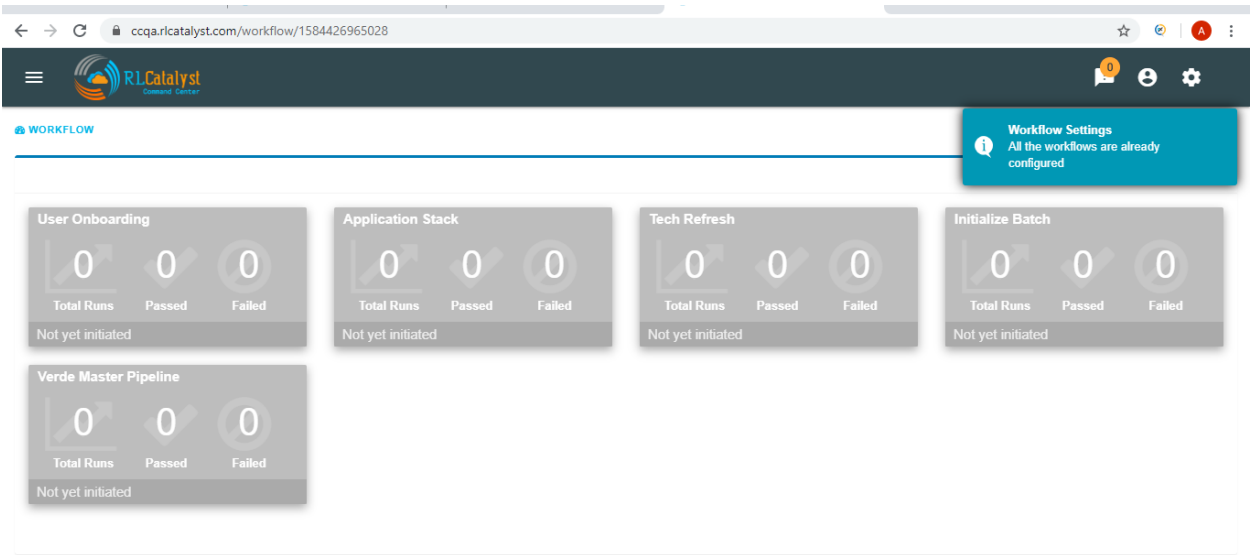 ccqa.rlcatalyst.com/workflow/1584426965028
A
RLCatalyst
Command Center
0
WORKFLOW
Workflow Settings
All the workflows are already
configured
User Onboarding
0 0 0
Total Runs Passed Failed
Not yet initiated
Application Stack
0 0 0
Total Runs Passed Failed
Not yet initiated
Tech Refresh
0 0 0
Total Runs Passed Failed
Not yet initiated
Initialize Batch
0 0 0
Total Runs Passed Failed
Not yet initiated
Verde Master Pipeline
0 0 0
Total Runs Passed Failed
Not yet initiated